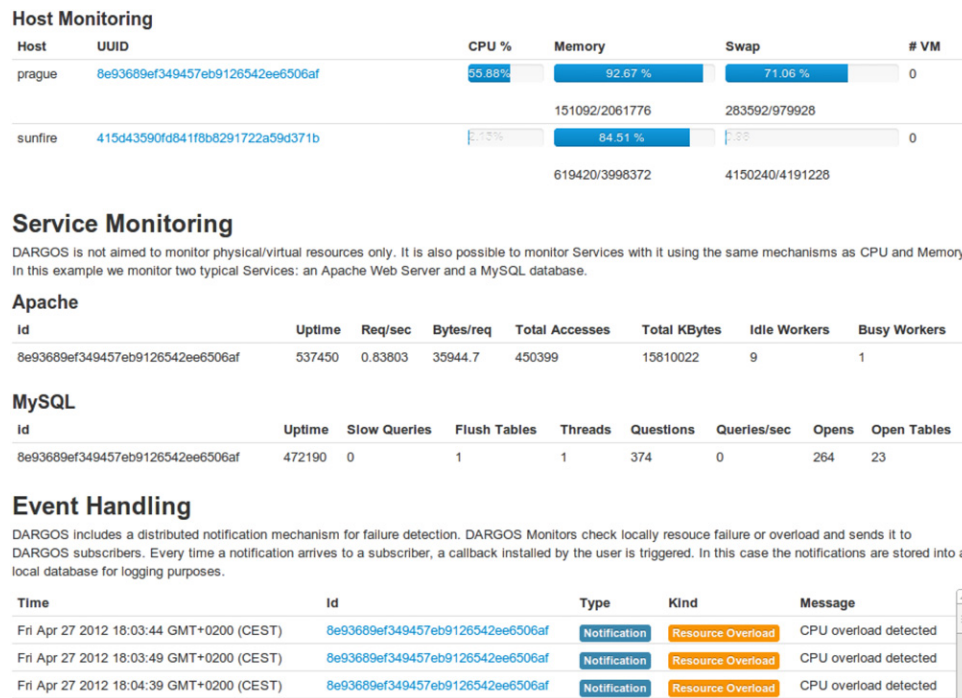 Host Monitoring
Host UUID CPU % Memory Swap # VM
prague 8e93689ef349457eb9126542ee6506af 55.88% 92.67 % 71.06 % 0
151092/2061776 283592/979928
sunfire 415d43590fd841f8b8291722a59d371b 2.13% 84.51 % 0.98 0
619420/3998372 4150240/4191228
Service Monitoring
DARGOS is not aimed to monitor physical/virtual resources only. It is also possible to monitor Services with it using the same mechanisms as CPU and Memory
In this example we monitor two typical Services: an Apache Web Server and a MySQL database.
Apache
Id Uptime Req/sec Bytes/req Total Accesses Total KBytes Idle Workers Busy Workers
8e93689ef349457eb9126542ee6506af 537450 0.83803 35944.7 450399 15810022 9 1
MySQL
Id Uptime Slow Queries Flush Tables Threads Questions Queries/sec Opens Open Tables
8e93689ef349457eb9126542ee6506af 472190 0 1 1 374 0 264 23
Event Handling
DARGOS includes a distributed notification mechanism for failure detection. DARGOS Monitors check locally resouce failure or overload and sends it to
DARGOS subscribers. Every time a notification arrives to a subscriber, a callback installed by the user is triggered. In this case the notifications are stored into a
local database for logging purposes.
Time Id Type Kind Message
Fri Apr 27 2012 18:03:44 GMT+0200 (CEST) 8e93689ef349457eb9126542ee6506af Notification Resource Overload CPU overload detected
Fri Apr 27 2012 18:03:49 GMT+0200 (CEST) 8e93689ef349457eb9126542ee6506af Notification Resource Overload CPU overload detected
Fri Apr 27 2012 18:04:39 GMT+0200 (CEST) 8e93689ef349457eb9126542ee6506af Notification Resource Overload CPU overload detected